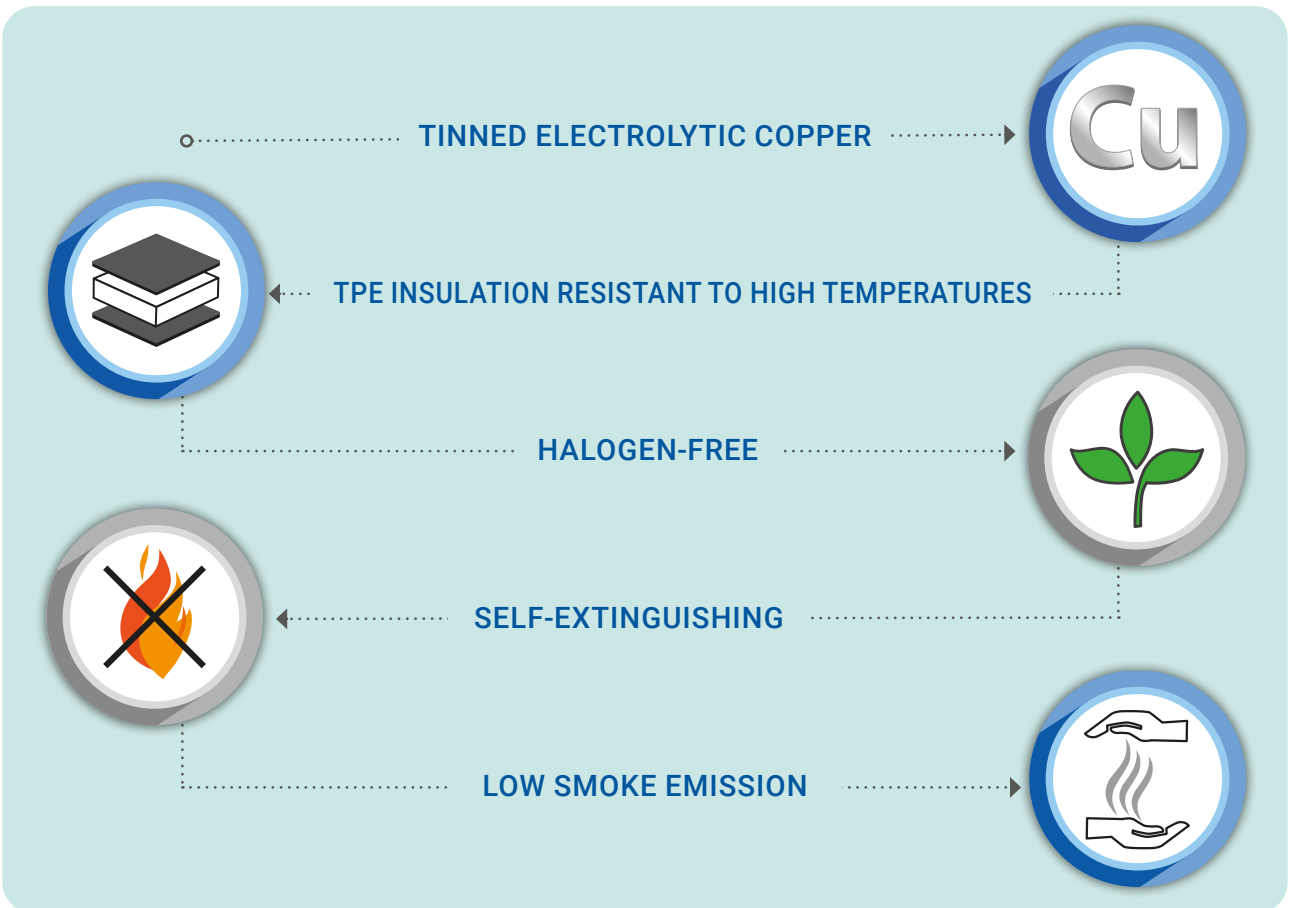 TINNED ELECTROLYTIC COPPER
Cu
TPE INSULATION RESISTANT TO HIGH TEMPERATURES
HALOGEN-FREE
SELF-EXTINGUISHING
LOW SMOKE EMISSION